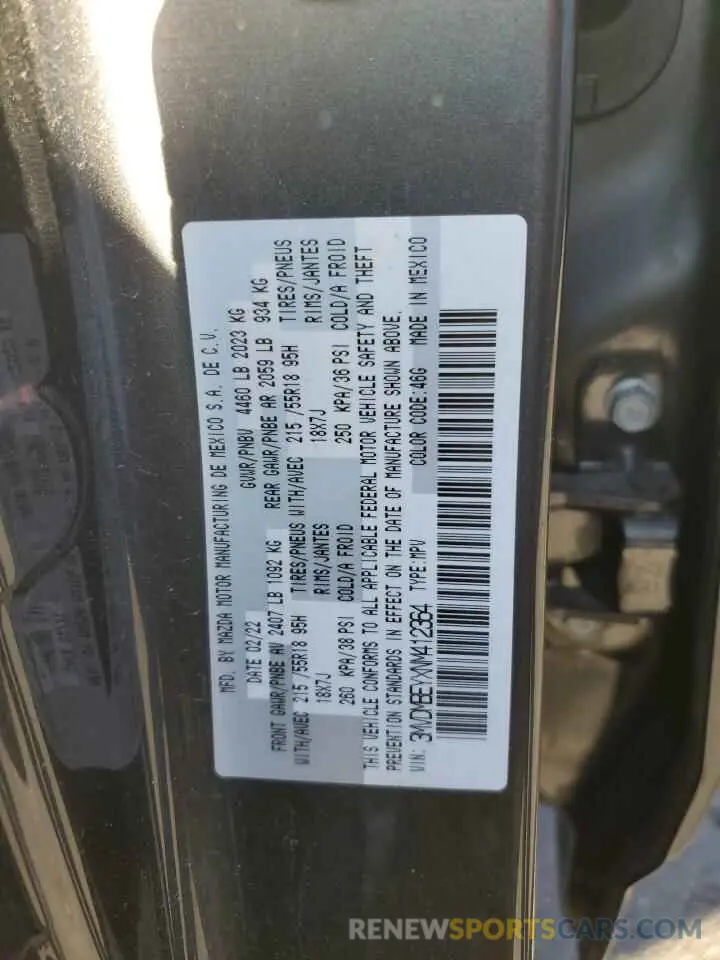 MFD. BY MAZDA MOTOR MANUFACTURING DE MEXICO S.A. DE C.V.
DATE 02/22 GVWR/PNBV 4460 LB 2023 KG
FRONT GAWR/PNBE AV 2407 LB 1092 KG REAR GAWR/PNBE AR 2059 LB 934 KG
WITH/AVEC 215 /55R18 95H TIRES/PNEUS WITH/AVEC 215 /55R18 95H TIRES/PNEUS
18X7J RIMS/JANTES 18X7J RIMS/JANTES
260 KPA/38 PSI COLD/A FROID 250 KPA/36 PSI COLD/A FROID
THIS VEHICLE CONFORMS TO ALL APPLICABLE FEDERAL MOTOR VEHICLE SAFETY AND THEFT
PREVENTION STANDARDS IN EFFECT ON THE DATE OF MANUFACTURE SHOWN ABOVE.
VIN: 3MVDMBEYXNM412364 TYPE:MPV COLOR CODE:46G MADE IN MEXICO
RENEWSPORTSCARS.COM